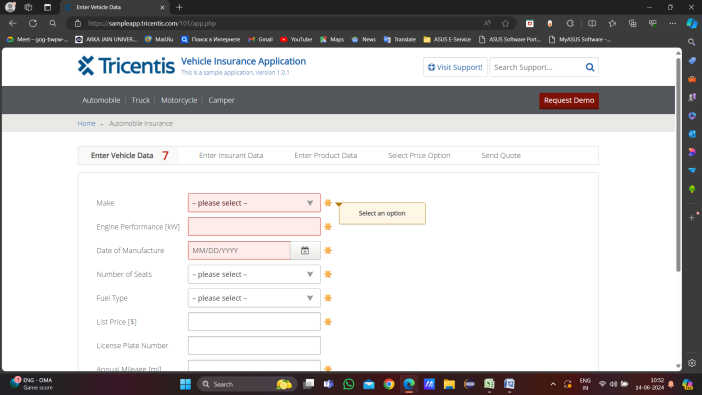 Enter Vehicle Data
https://sampleapp.tricentis.com/101/app.php
Meet – gog-bwpw-...
ARKA JAIN UNIVER...
Mail.Ru
Поиск в Интернете
Gmail
YouTube
Maps
News
Translate
ASUS E-Service
ASUS Software Port...
MyASUS Software -...
Tricentis
Vehicle Insurance Application
This is a sample application, Version 1.0.1
Visit Support!
Search Support...
Automobile
Truck
Motorcycle
Camper
Request Demo
Home » Automobile Insurance
Enter Vehicle Data 7
Enter Insurant Data
Enter Product Data
Select Price Option
Send Quote
Make
– please select –
Select an option
Engine Performance [kW]
Date of Manufacture
MM/DD/YYYY
Number of Seats
– please select –
Fuel Type
– please select –
List Price [$]
License Plate Number
Annual Mileage [mi]
ENG - OMA
Game score
Search
ENG
IN
10:52
14-06-2024